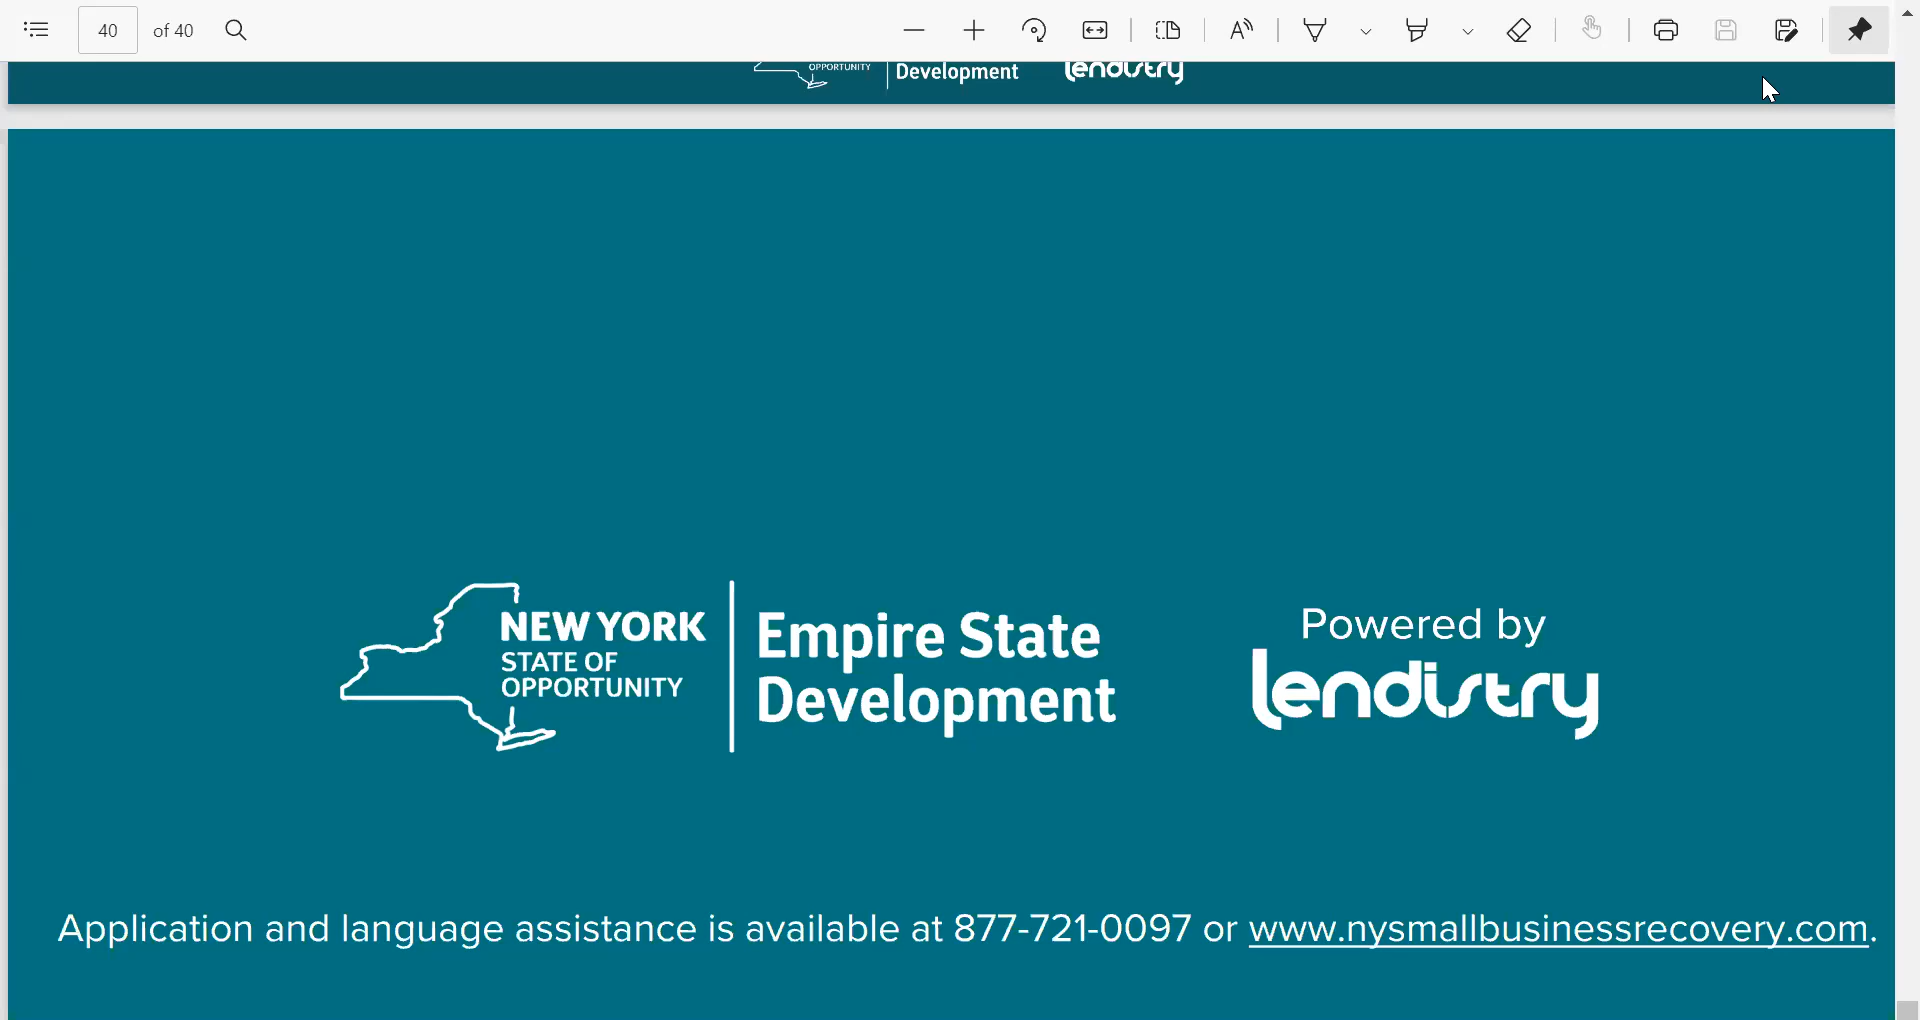 40 of 40
OPPORTUNITY
Development
lendistry
NEW YORK
STATE OF
OPPORTUNITY
Empire State
Development
Powered by
lendistry
Application and language assistance is available at 877-721-0097 or www.nysmallbusinessrecovery.com.